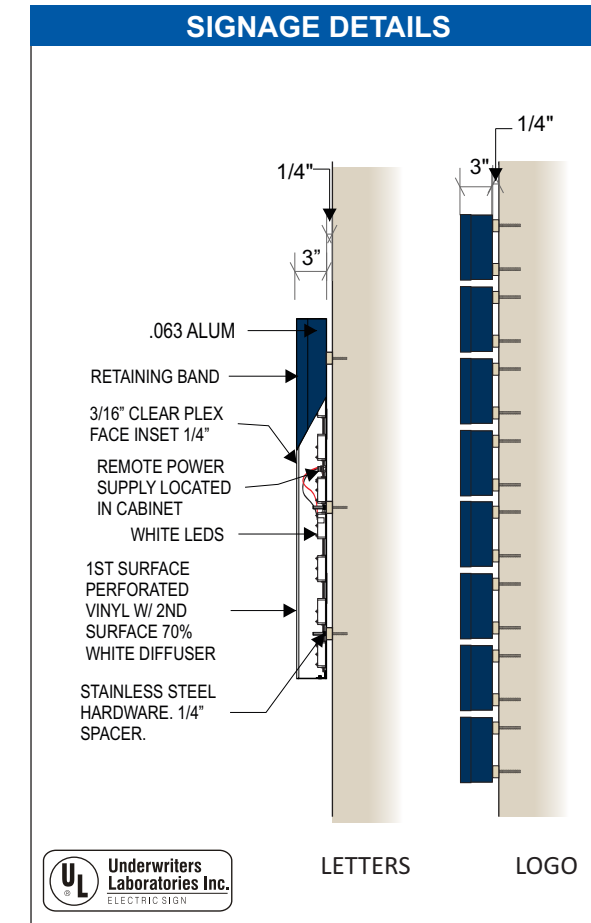 SIGNAGE DETAILS
1/4"
1/4"
3"
3”
.063 ALUM
RETAINING BAND
3/16” CLEAR PLEX
FACE INSET 1/4”
REMOTE POWER
SUPPLY LOCATED
IN CABINET
WHITE LEDS
1ST SURFACE
PERFORATED
VINYL W/ 2ND
SURFACE 70%
WHITE DIFFUSER
STAINLESS STEEL
HARDWARE. 1/4”
SPACER.
UL
®
Underwriters
Laboratories Inc.
ELECTRIC SIGN
LETTERS
LOGO